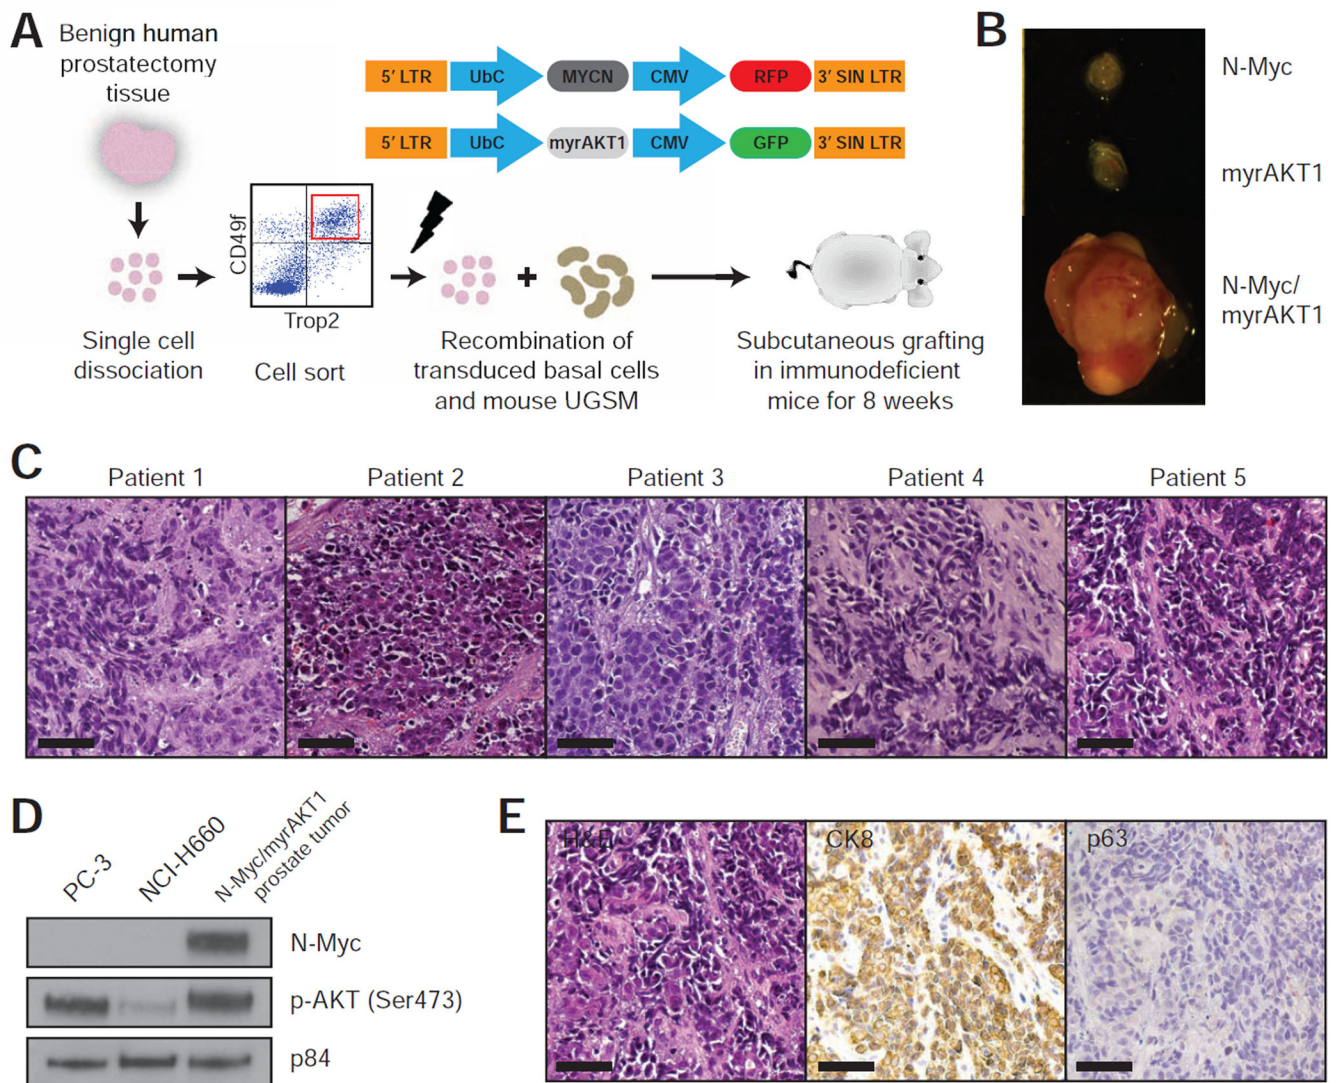 A
Benign human
prostatectomy
tissue
5′ LTR UbC MYCN CMV RFP 3′ SIN LTR
5′ LTR UbC myrAKT1 CMV GFP 3′ SIN LTR
CD49f
Trop2
Single cell
dissociation
Cell sort
+
Recombination of
transduced basal cells
and mouse UGSM
Subcutaneous grafting
in immunodeficient
mice for 8 weeks
B
N-Myc
myrAKT1
N-Myc/
myrAKT1
C
Patient 1 Patient 2 Patient 3 Patient 4 Patient 5
D
PC-3
NCI-H660
N-Myc/myrAKT1
prostate tumor
N-Myc
p-AKT (Ser473)
p84
E
H&E CK8 p63